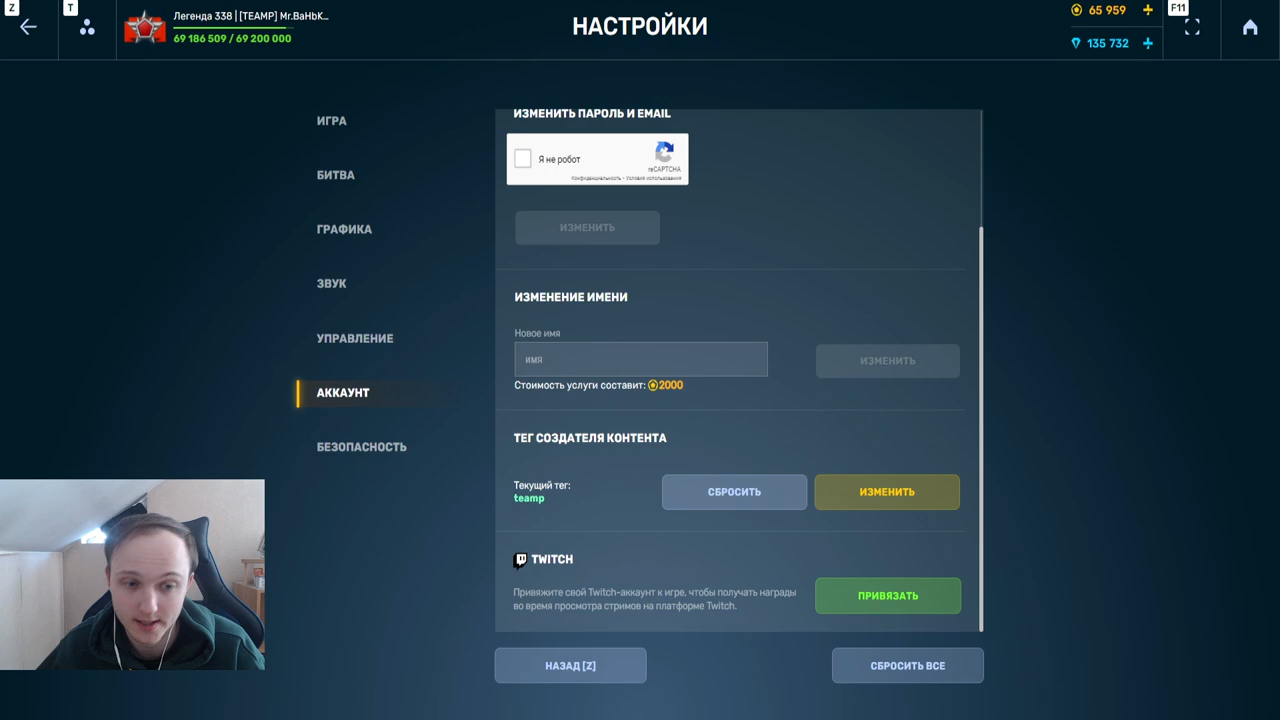 Z
T
Легенда 338 | [TEAMP] Mr.BaHbK...
69 186 509 / 69 200 000
НАСТРОЙКИ
65 959
135 732
F11
ИГРА
БИТВА
ГРАФИКА
ЗВУК
УПРАВЛЕНИЕ
АККАУНТ
БЕЗОПАСНОСТЬ
ИЗМЕНИТЬ ПАРОЛЬ И EMAIL
Я не робот
reCAPTCHA
Конфиденциальность - Условия использования
ИЗМЕНИТЬ
ИЗМЕНЕНИЕ ИМЕНИ
Новое имя
имя
ИЗМЕНИТЬ
Стоимость услуги составит: 2000
ТЕГ СОЗДАТЕЛЯ КОНТЕНТА
Текущий тег:
teamp
СБРОСИТЬ
ИЗМЕНИТЬ
TWITCH
Привяжите свой Twitch-аккаунт к игре, чтобы получать награды
во время просмотра стримов на платформе Twitch.
ПРИВЯЗАТЬ
НАЗАД [Z]
СБРОСИТЬ ВСЕ